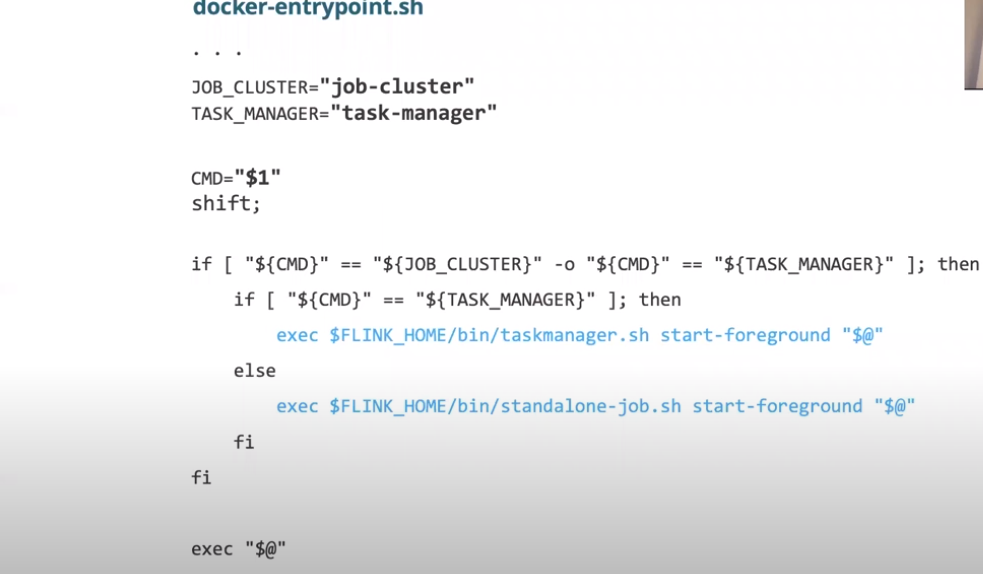 docker-entrypoint.sh
. . .
JOB_CLUSTER="job-cluster"
TASK_MANAGER="task-manager"
CMD="$1"
shift;
if [ "${CMD}" == "${JOB_CLUSTER}" -o "${CMD}" == "${TASK_MANAGER}" ]; then
if [ "${CMD}" == "${TASK_MANAGER}" ]; then
exec $FLINK_HOME/bin/taskmanager.sh start-foreground "$@"
else
exec $FLINK_HOME/bin/standalone-job.sh start-foreground "$@"
fi
fi
exec "$@"